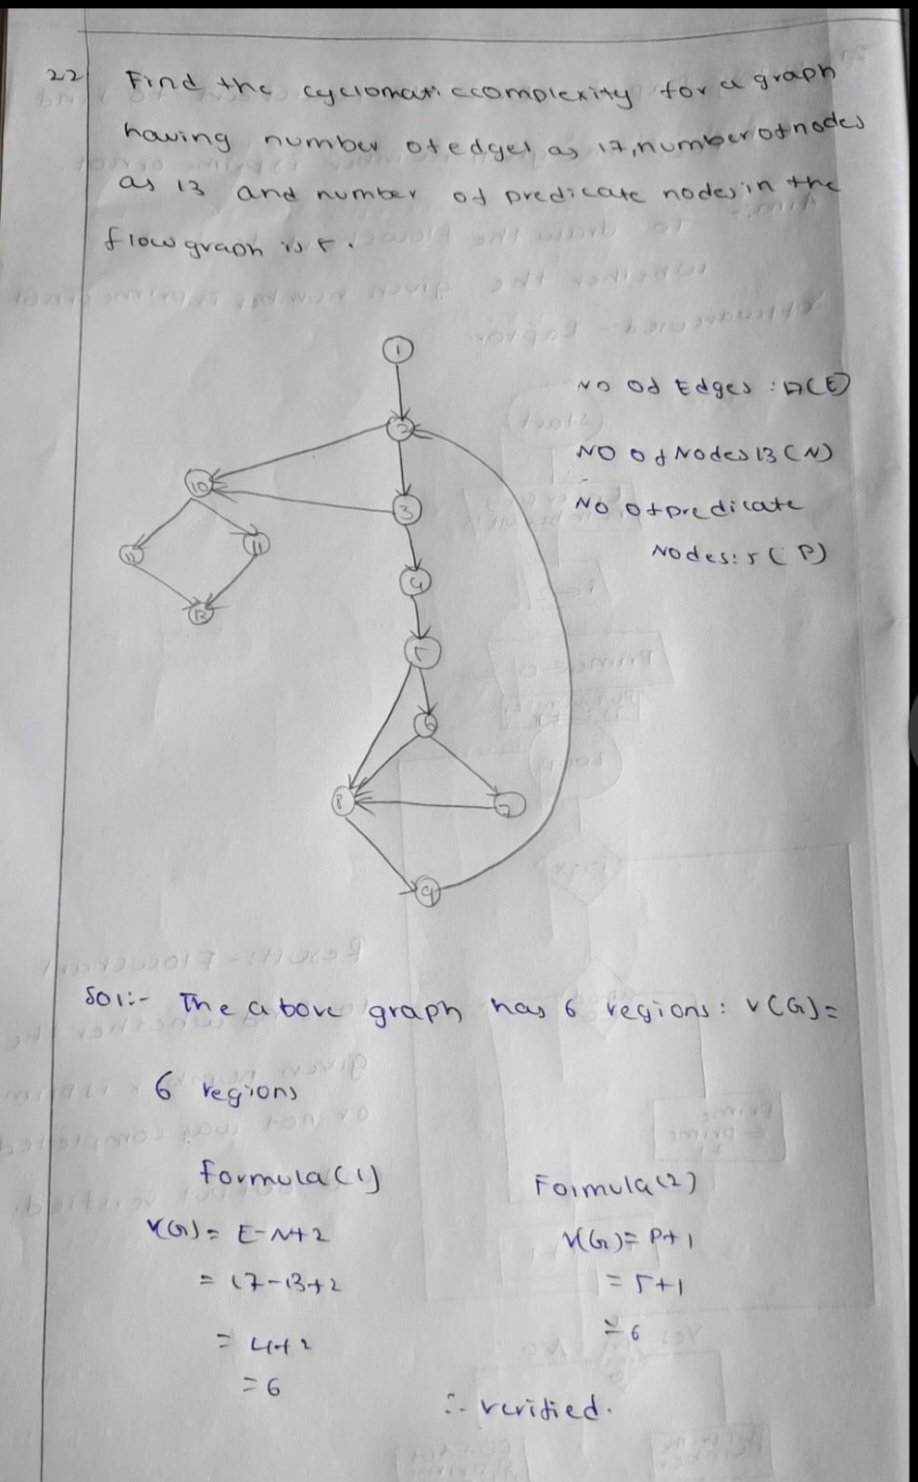 22
Find the cyclomatic ccomplexity for a graph
having number of edges as 17, number of nodes
as 13 and number of predicate nodes in the
flow graph is 5.
1
2
10
3
NO Of Edges : 17(E)
NO Of Nodes 13 (N)
No, of predicate
Nodes: 5 (P)
11
12
13
4
5
6
8
7
9
Sol:- The above graph has 6 regions: V(G)=
6 regions
formula (1)
V(G) = E-N+2
= 17-13+2
= 4+2
= 6
Formula (2)
V(G) = P+1
= 5+1
= 6
∴ verified.